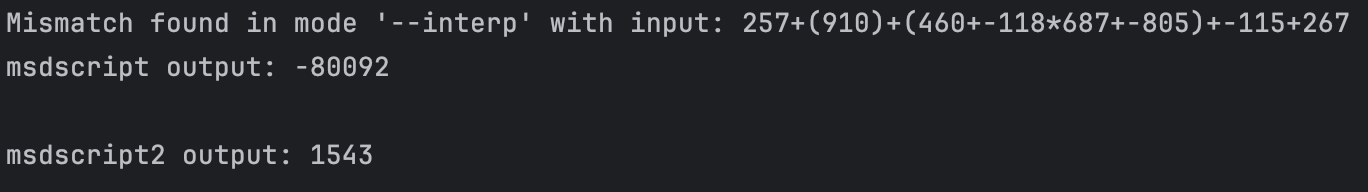 Mismatch found in mode '--interp' with input: 257+(910)+(460+-118*687+-805)+-115+267
msdscript output: -80092
msdscript2 output: 1543